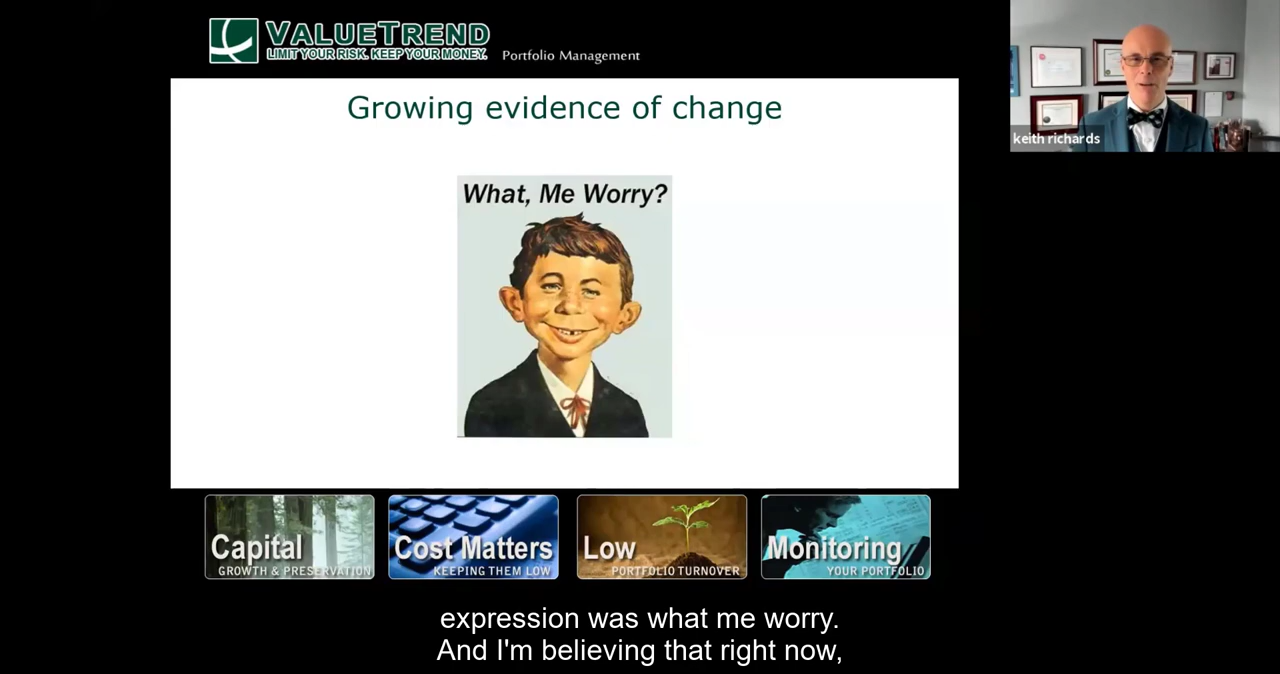 VALUETREND
LIMIT YOUR RISK. KEEP YOUR MONEY.
Portfolio Management
keith richards
Growing evidence of change
What, Me Worry?
Capital
GROWTH & PRESERVATION
Cost Matters
KEEPING THEM LOW
Low
PORTFOLIO TURNOVER
Monitoring
YOUR PORTFOLIO
expression was what me worry.
And I'm believing that right now,